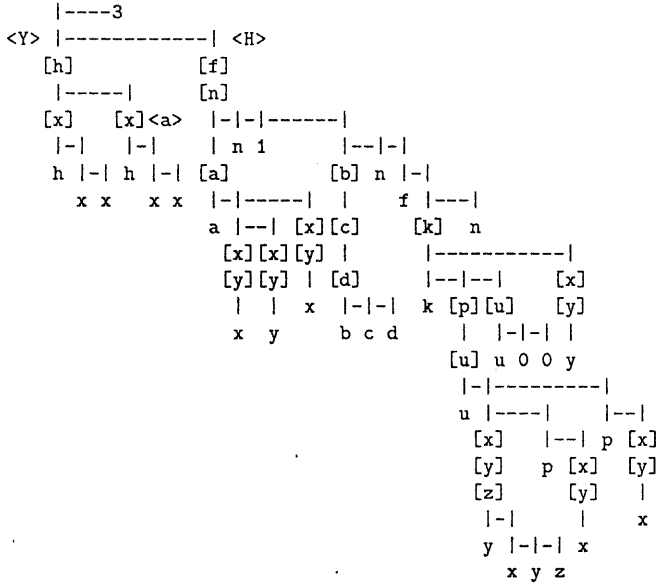 |----3
<Y> |------------| <H>
[h] [f]
|-----| [n]
[x] [x]<a> |-|-|------|
|-| |-| | n 1 |--|-|
h |-| h |-| [a] [b] n |-|
x x x x |-|-----| | f |---|
a |--| [x][c] [k] n
[x][x][y] | |------------|
[y][y] | [d] |--|--| [x]
| | x |-|-| k [p][u] [y]
x y b c d | |-|-| |
[u] u 0 0 y
|-|---------|
u |----| |--|
[x] |--| p [x]
[y] p [x] [y]
[z] [y] |
|-| | x
y |-|-| x
x y z